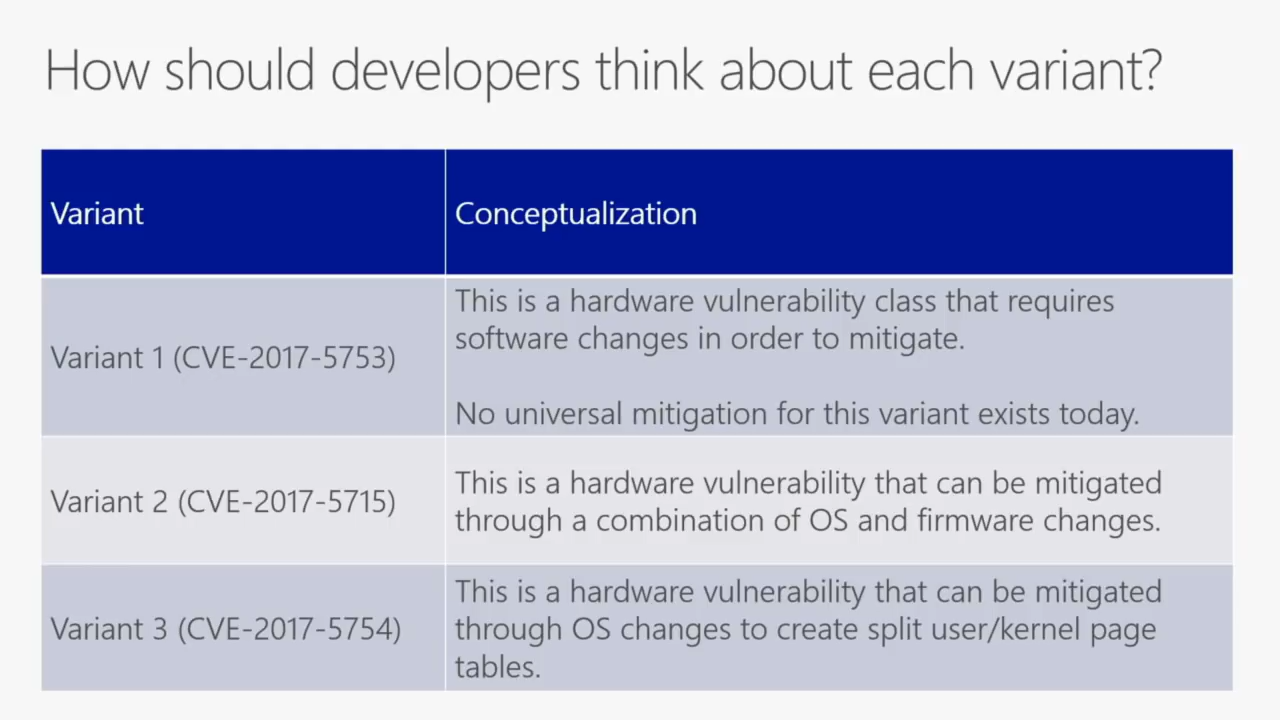 How should developers think about each variant?
Variant
Conceptualization
Variant 1 (CVE-2017-5753)
This is a hardware vulnerability class that requires
software changes in order to mitigate.
No universal mitigation for this variant exists today.
Variant 2 (CVE-2017-5715)
This is a hardware vulnerability that can be mitigated
through a combination of OS and firmware changes.
Variant 3 (CVE-2017-5754)
This is a hardware vulnerability that can be mitigated
through OS changes to create split user/kernel page
tables.